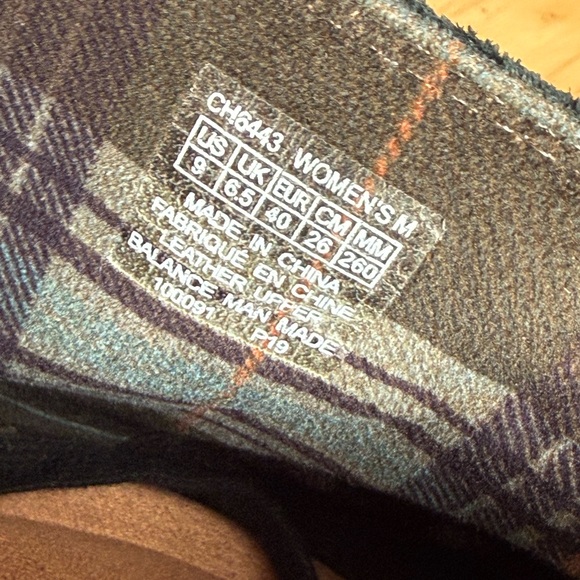 CH6443 WOMEN'S M
US UK EUR CM MM
9 6.5 40 26 260
MADE IN CHINA
FABRIQUÉ EN CHINE
LEATHER UPPER
BALANCE MAN MADE
100091 P19